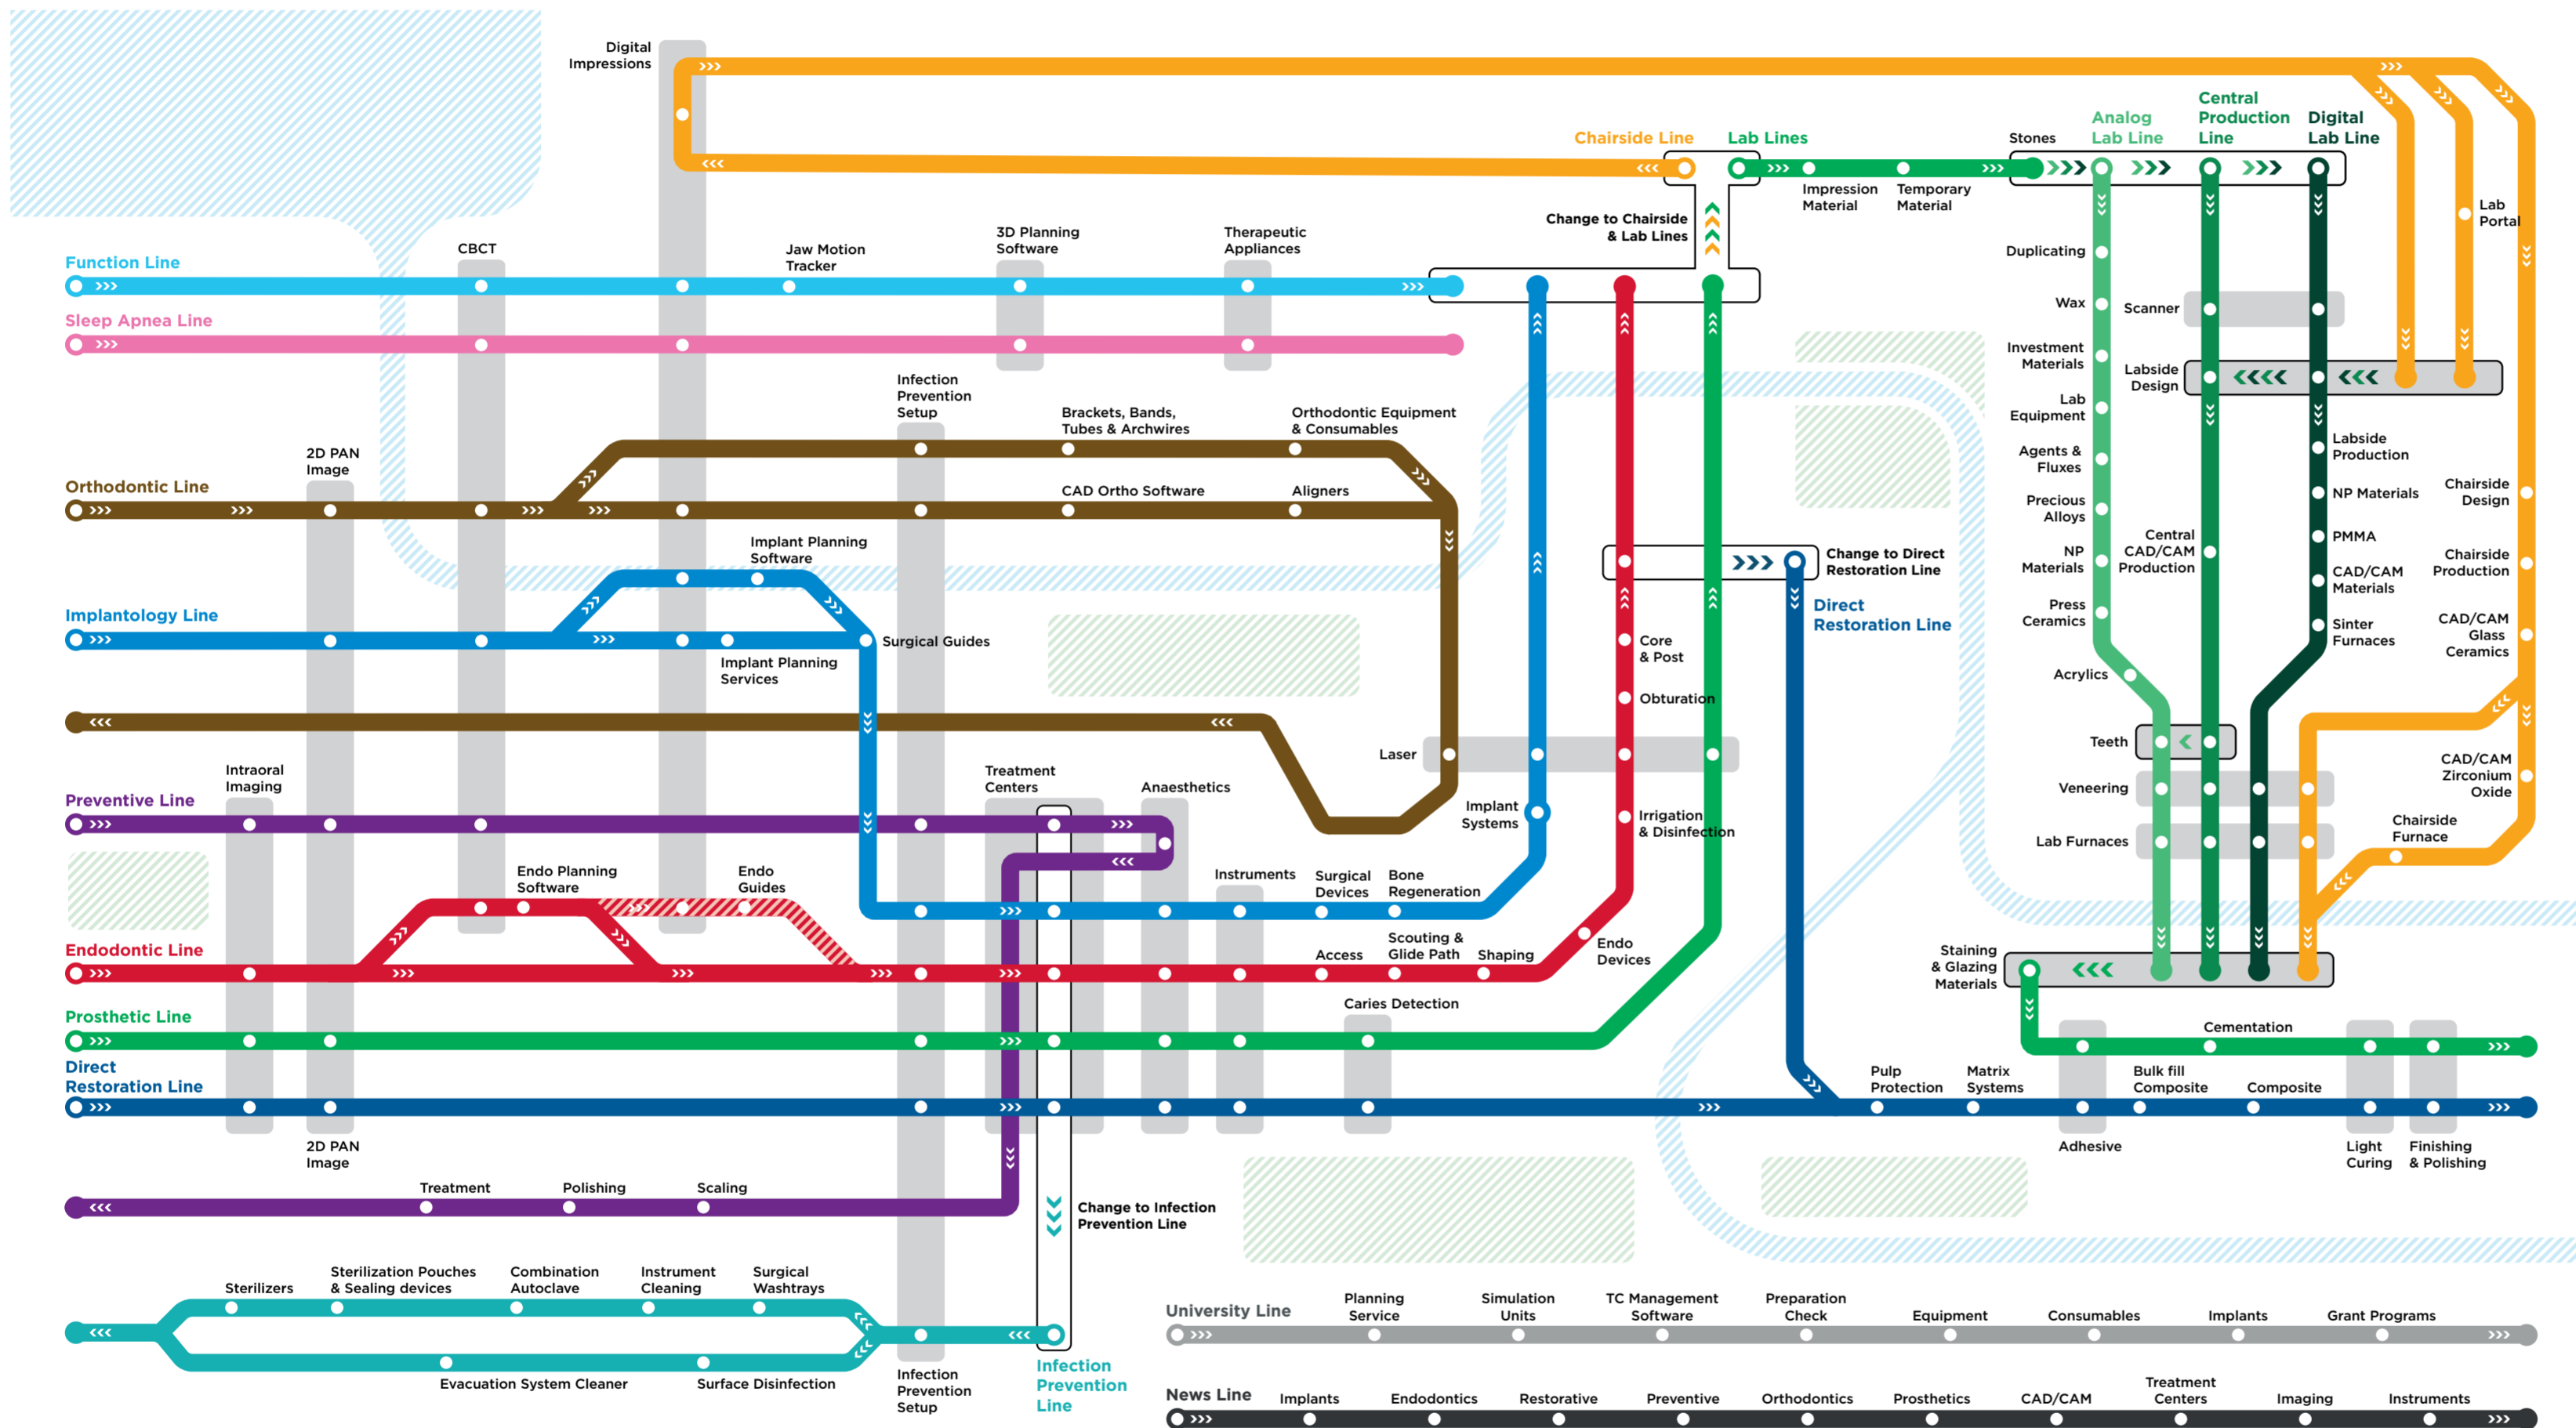 Digital
Impressions
Chairside Line
Lab Lines
Stones
Analog
Lab Line
Central
Production
Line
Digital
Lab Line
Impression
Material
Temporary
Material
Lab
Portal
Change to Chairside
& Lab Lines
Function Line
CBCT
Jaw Motion
Tracker
3D Planning
Software
Therapeutic
Appliances
Sleep Apnea Line
Duplicating
Wax
Scanner
Investment
Materials
Labside
Design
Lab
Equipment
Agents &
Fluxes
Precious
Alloys
NP
Materials
Central
CAD/CAM
Production
Press
Ceramics
Acrylics
Labside
Production
NP Materials
PMMA
CAD/CAM
Materials
Sinter
Furnaces
Chairside
Design
Chairside
Production
CAD/CAM
Glass
Ceramics
CAD/CAM
Zirconium
Oxide
Chairside
Furnace
Teeth
Veneering
Lab Furnaces
Staining
& Glazing
Materials
Infection
Prevention
Setup
Brackets, Bands,
Tubes & Archwires
Orthodontic Equipment
& Consumables
2D PAN
Image
Orthodontic Line
CAD Ortho Software
Aligners
Implant Planning
Software
Implantology Line
Surgical Guides
Implant Planning
Services
Change to Direct
Restoration Line
Direct
Restoration Line
Core
& Post
Obturation
Laser
Implant
Systems
Irrigation
& Disinfection
Intraoral
Imaging
Treatment
Centers
Anaesthetics
Preventive Line
Endo Planning
Software
Endo
Guides
Instruments
Surgical
Devices
Bone
Regeneration
Endodontic Line
Access
Scouting &
Glide Path
Shaping
Endo
Devices
Prosthetic Line
Caries Detection
Cementation
Direct
Restoration Line
Pulp
Protection
Matrix
Systems
Bulk fill
Composite
Composite
2D PAN
Image
Adhesive
Light
Curing
Finishing
& Polishing
Treatment
Polishing
Scaling
Change to Infection
Prevention Line
Sterilizers
Sterilization Pouches
& Sealing devices
Combination
Autoclave
Instrument
Cleaning
Surgical
Washtrays
Evacuation System Cleaner
Surface Disinfection
Infection
Prevention
Setup
Infection
Prevention
Line
University Line
Planning
Service
Simulation
Units
TC Management
Software
Preparation
Check
Equipment
Consumables
Implants
Grant Programs
News Line
Implants
Endodontics
Restorative
Preventive
Orthodontics
Prosthetics
CAD/CAM
Treatment
Centers
Imaging
Instruments